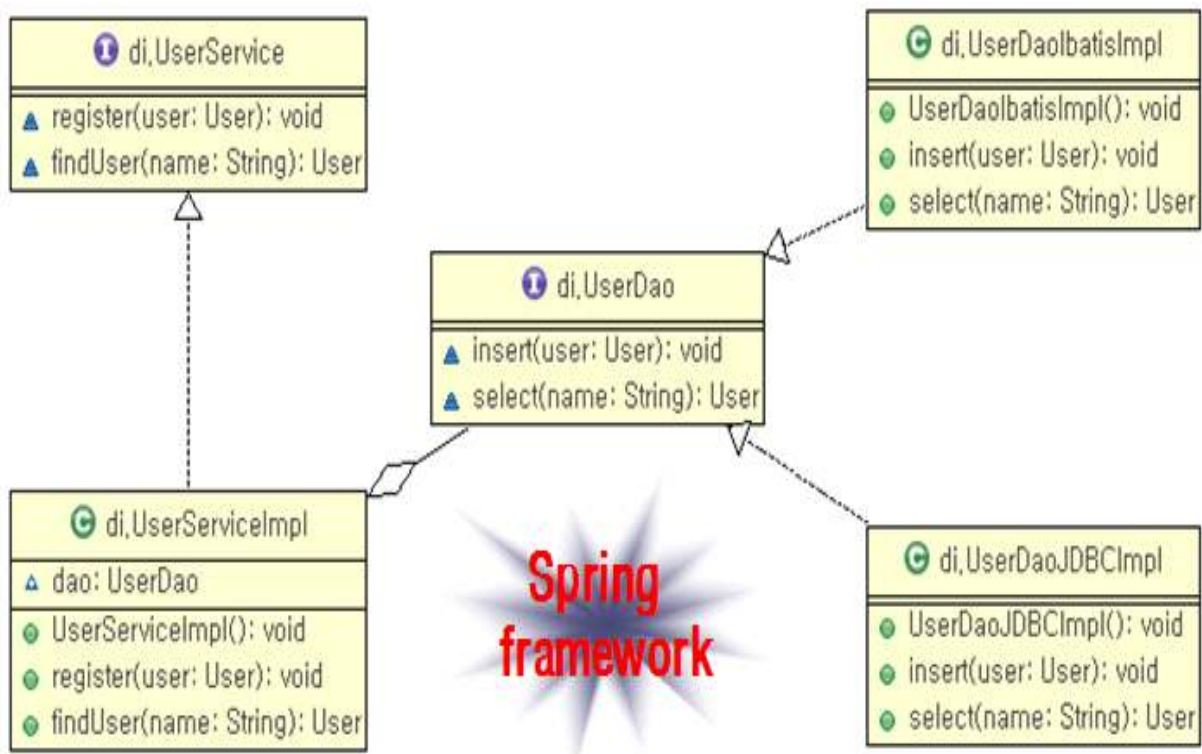 di,UserService
register(user: User): void
findUser(name: String): User
di,UserDaoIbatisImpl
UserDaoIbatisImpl(): void
insert(user: User): void
select(name: String): User
di,UserDao
insert(user: User): void
select(name: String): User
di,UserServiceImpl
dao: UserDao
UserServiceImpl(): void
register(user: User): void
findUser(name: String): User
Spring
framework
di,UserDaoJDBCImpl
UserDaoJDBCImpl(): void
insert(user: User): void
select(name: String): User